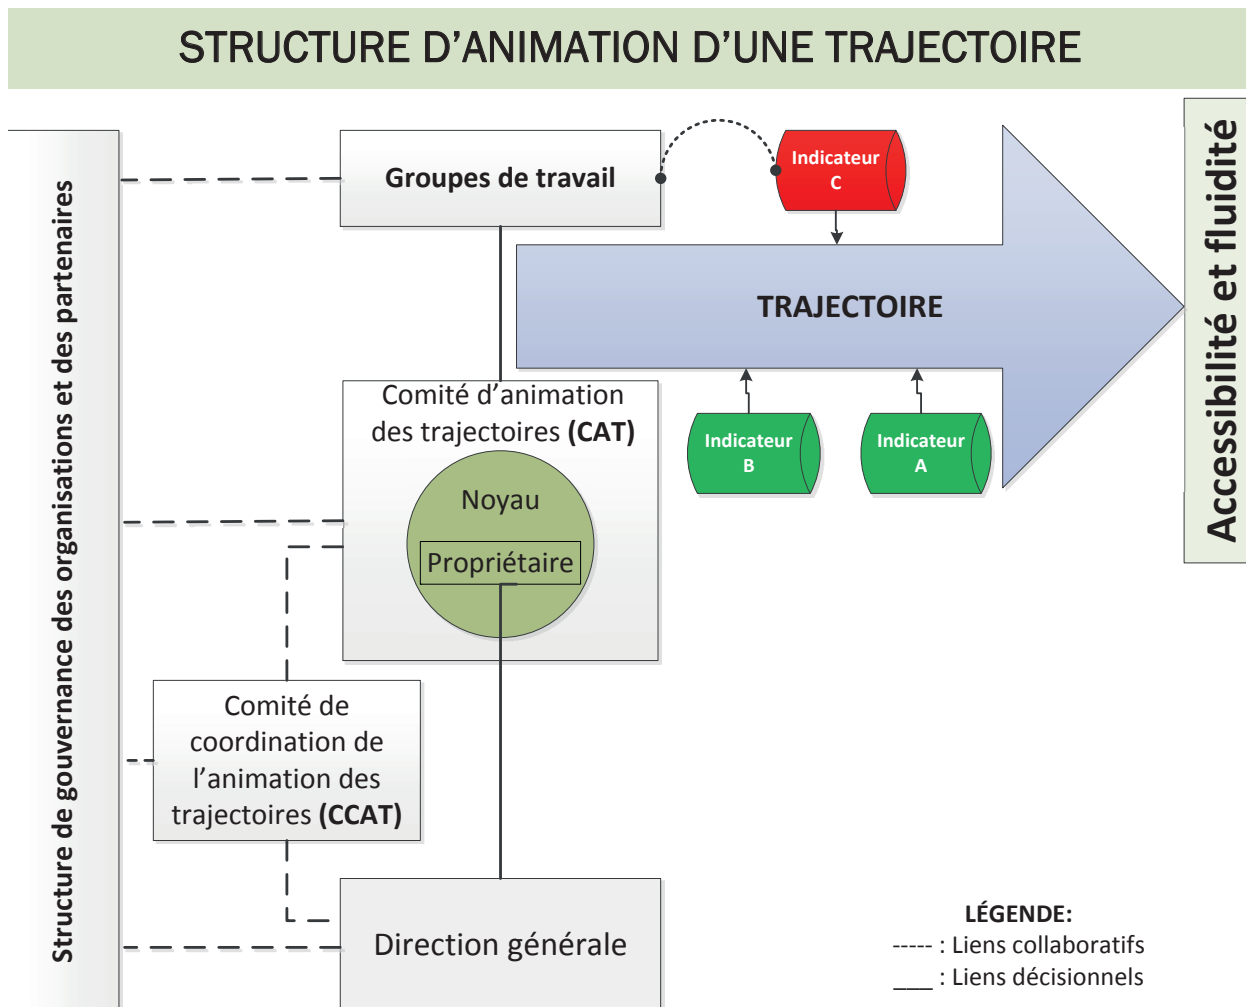 STRUCTURE D'ANIMATION D'UNE TRAJECTOIRE
Structure de gouvernance des organisations et des partenaires
Groupes de travail
Indicateur
C
TRAJECTOIRE
Accessibilité et fluidité
Comité d'animation
des trajectoires (CAT)
Noyau
Propriétaire
Indicateur
B
Indicateur
A
Comité de
coordination de
l'animation des
trajectoires (CCAT)
Direction générale
LÉGENDE:
----- : Liens collaboratifs
___ : Liens décisionnels